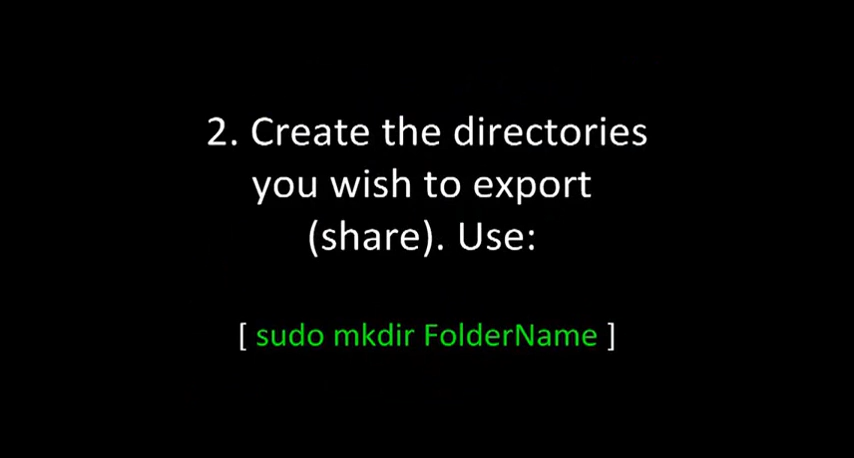 2. Create the directories
you wish to export
(share). Use:
[ sudo mkdir FolderName ]